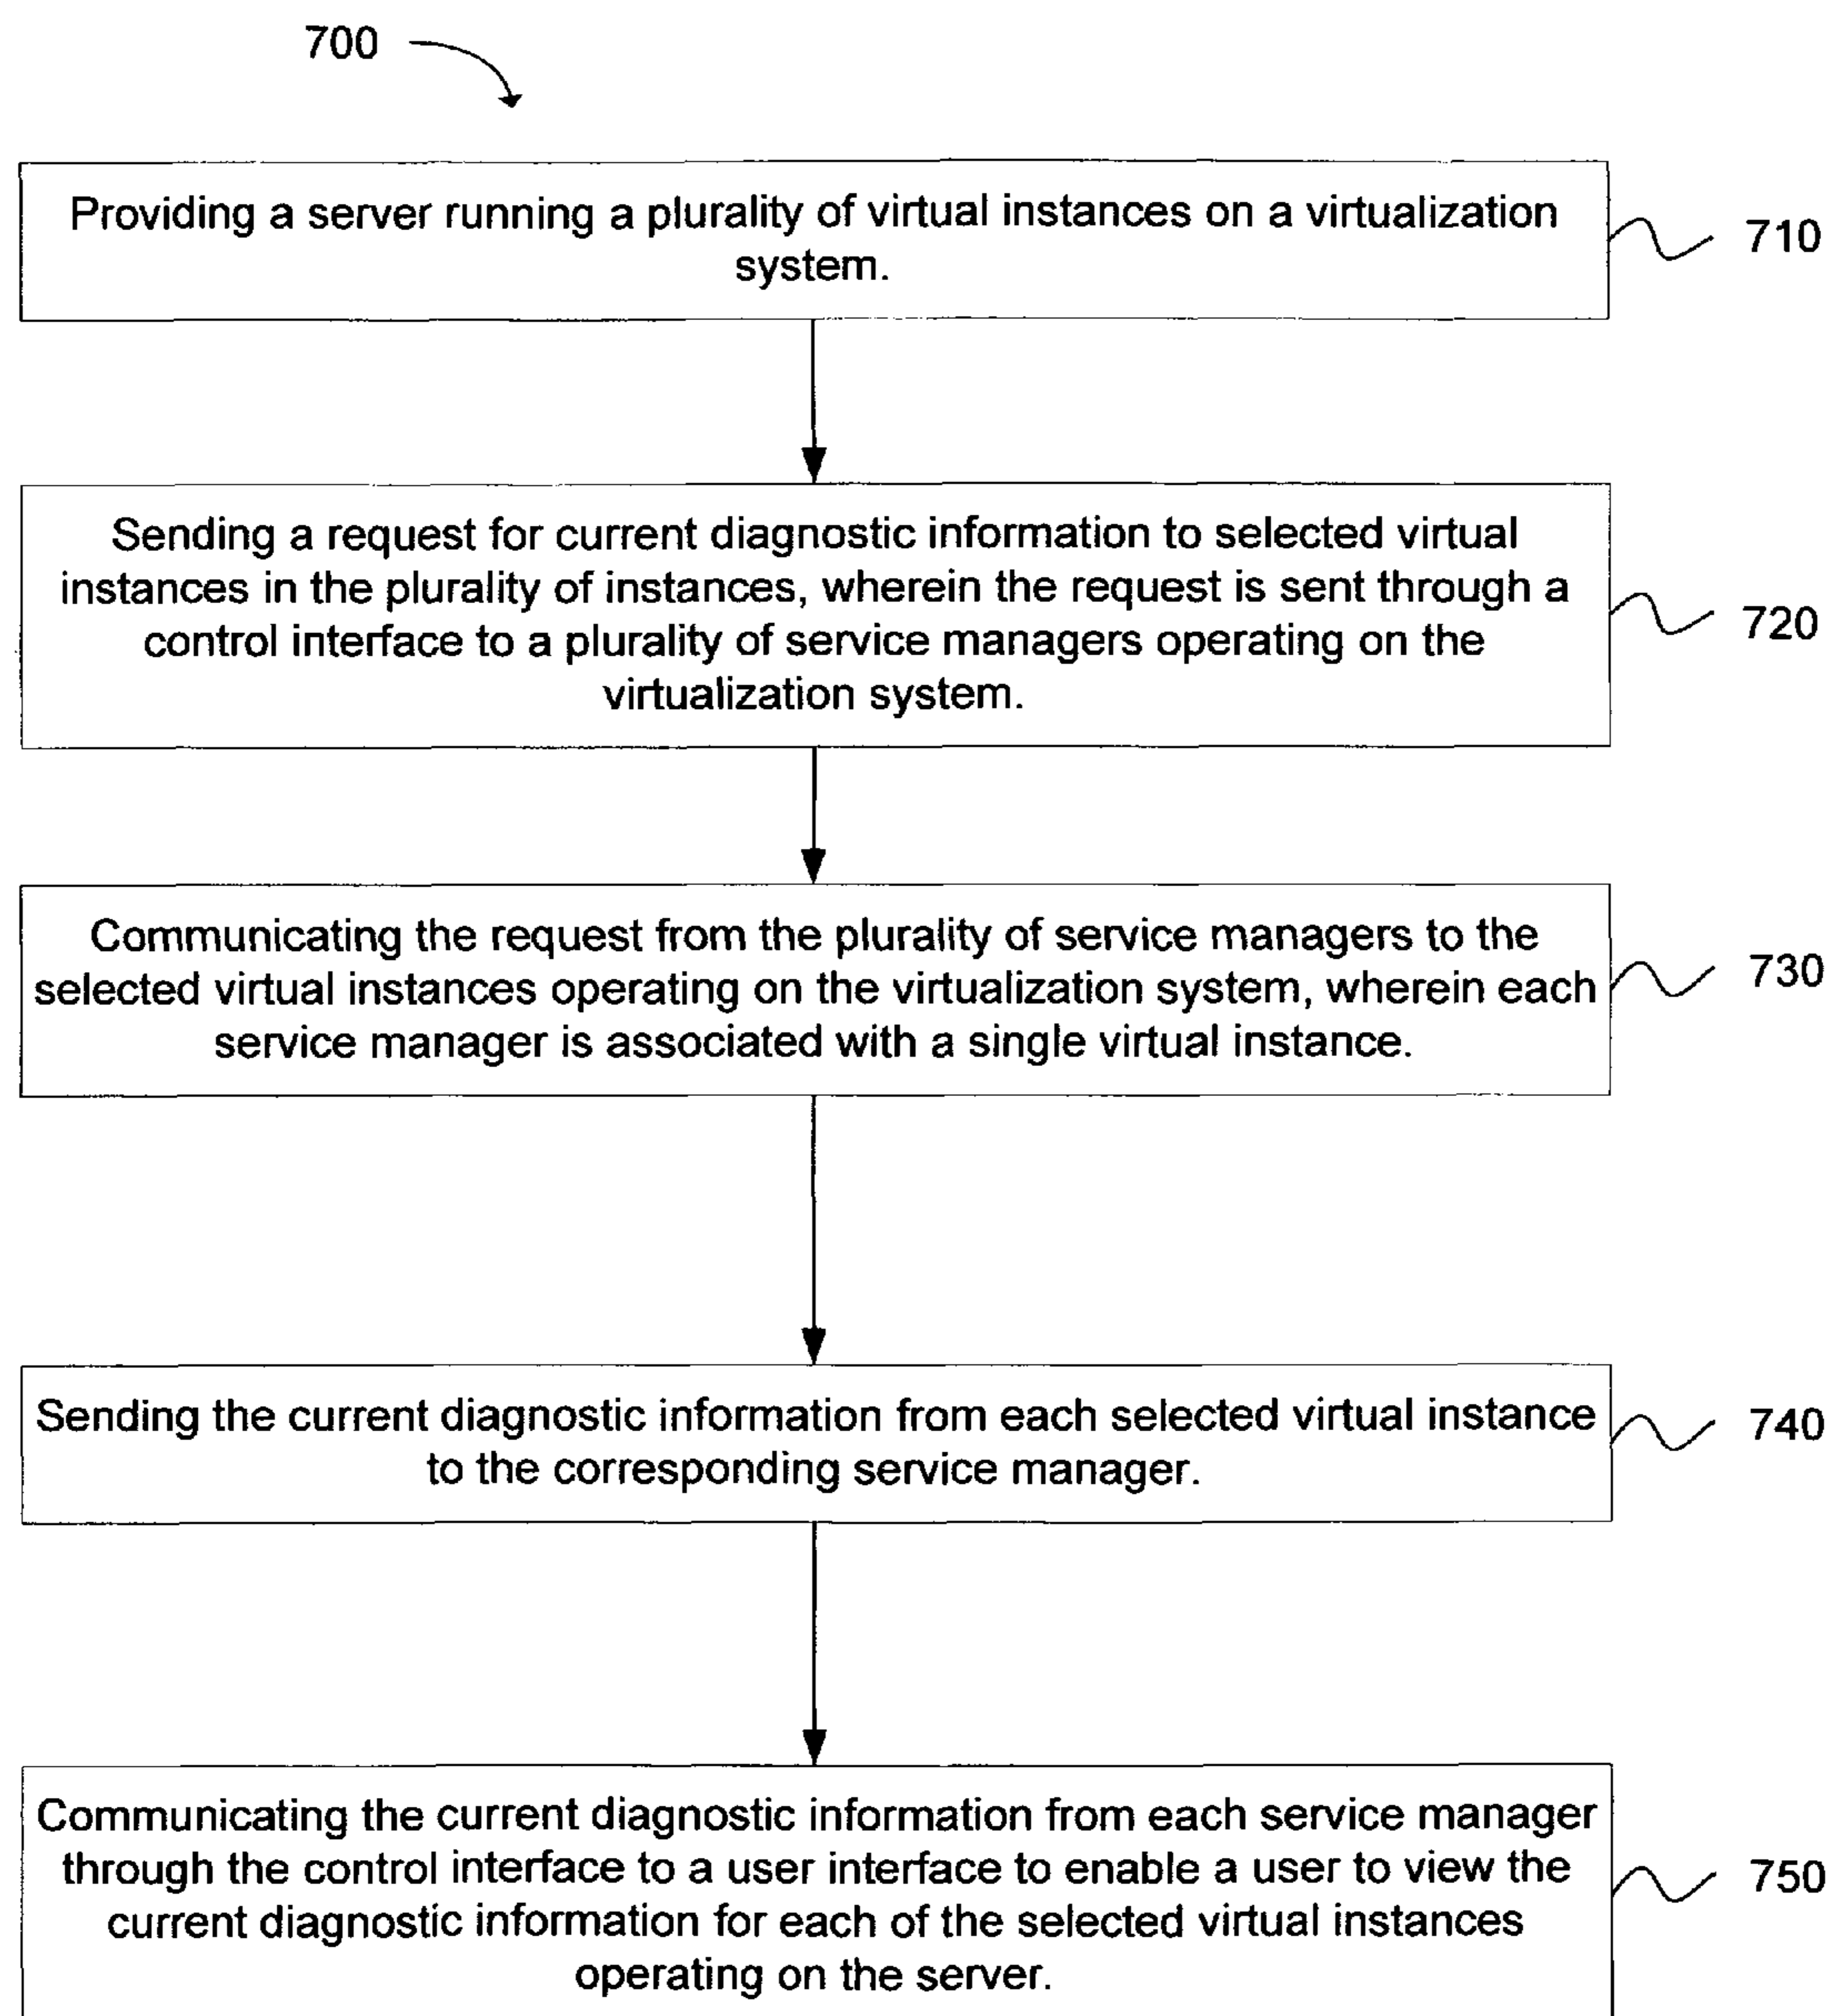 700
Providing a server running a plurality of virtual instances on a virtualization
system.
710
Sending a request for current diagnostic information to selected virtual
instances in the plurality of instances, wherein the request is sent through a
control interface to a plurality of service managers operating on the
virtualization system.
720
Communicating the request from the plurality of service managers to the
selected virtual instances operating on the virtualization system, wherein each
service manager is associated with a single virtual instance.
730
Sending the current diagnostic information from each selected virtual instance
to the corresponding service manager.
740
Communicating the current diagnostic information from each service manager
through the control interface to a user interface to enable a user to view the
current diagnostic information for each of the selected virtual instances
operating on the server.
750